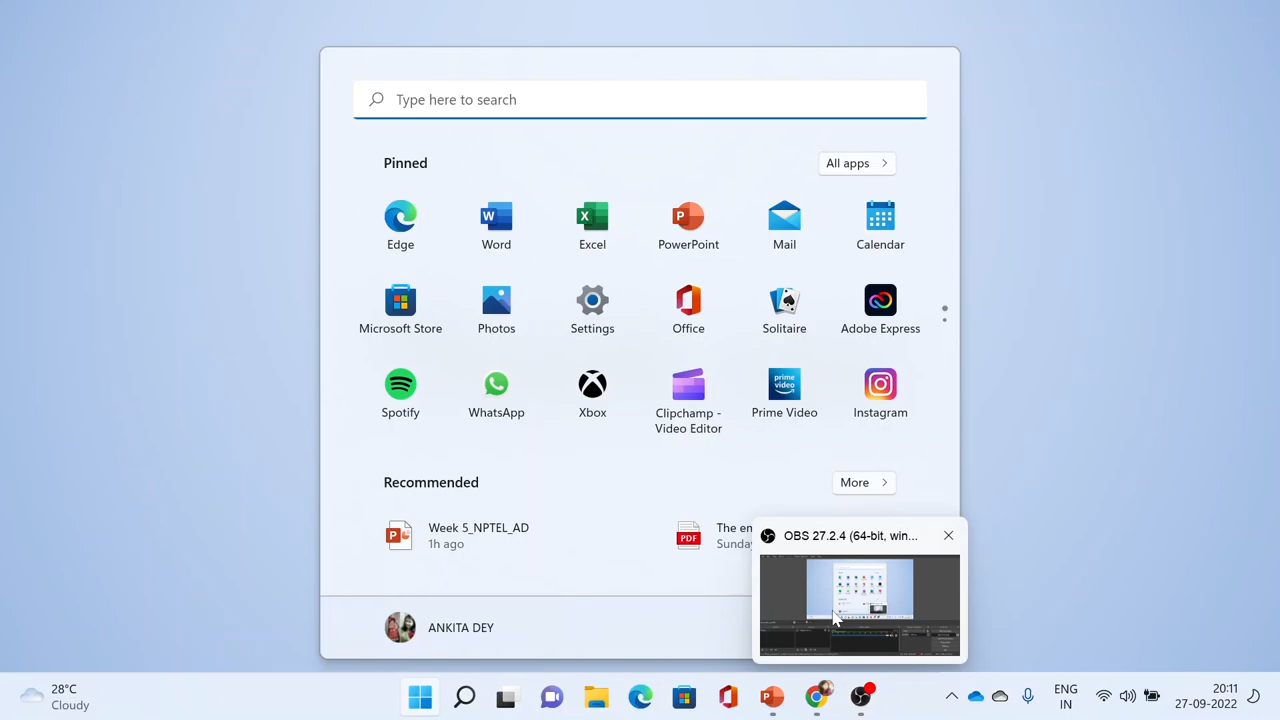 Type here to search
Pinned
All apps
Edge
Word
Excel
PowerPoint
Mail
Calendar
Microsoft Store
Photos
Settings
Office
Solitaire
Adobe Express
Spotify
WhatsApp
Xbox
Clipchamp -
Video Editor
Prime Video
Instagram
Recommended
More
Week 5_NPTEL_AD
1h ago
PDF
The en
Sunday
OBS 27.2.4 (64-bit, win...
ANKITA DEY
28°C
Cloudy
ENG
IN
20:11
27-09-2022